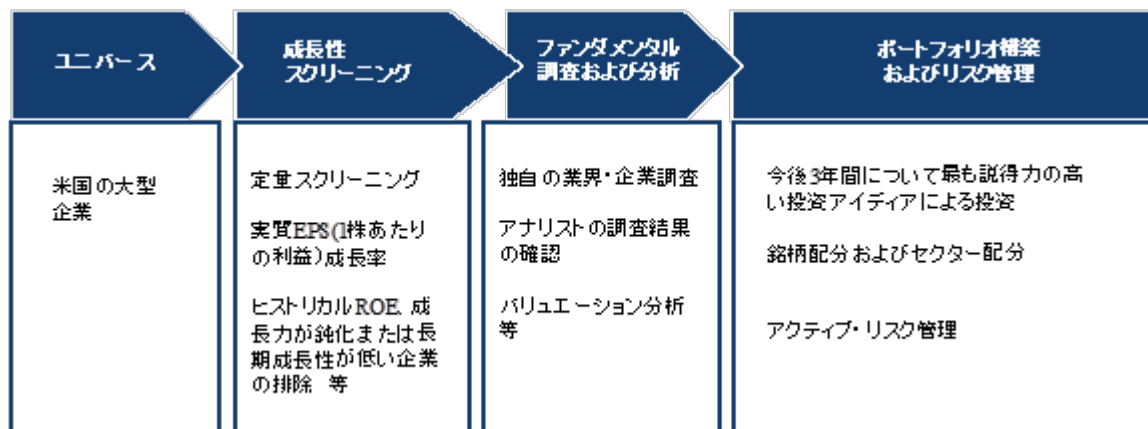 ユニバース
成長性
スクリーニング
ファンダメンタル
調査および分析
ポートフォリオ構築
およびリスク管理
米国の大型
企業
定量スクリーニング
実質EPS(1株あたり
の利益)成長率
ヒストリカルROE、成
長力が鈍化または長
期成長性が低い企業
の排除 等
独自の業界・企業調査
アナリストの調査結果
の確認
バリュエーション分析
等
今後3年間について最も説得力の高
い投資アイディアによる投資
銘柄配分およびセクター配分
アクティブ・リスク管理